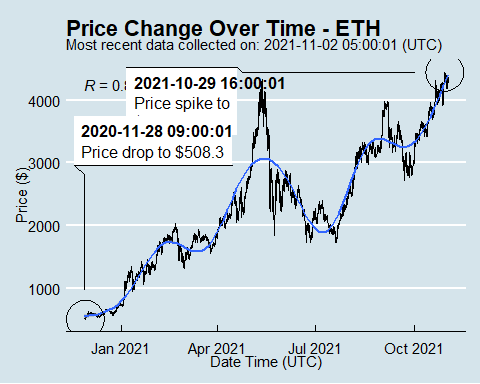 Price Change Over Time - ETH
Most recent data collected on: 2021-11-02 05:00:01 (UTC)
R = 0.8
2021-10-29 16:00:01
Price spike to
2020-11-28 09:00:01
Price drop to $508.3
Price ($)
4000
3000
2000
1000
Jan 2021
Apr 2021
Jul 2021
Oct 2021
Date Time (UTC)